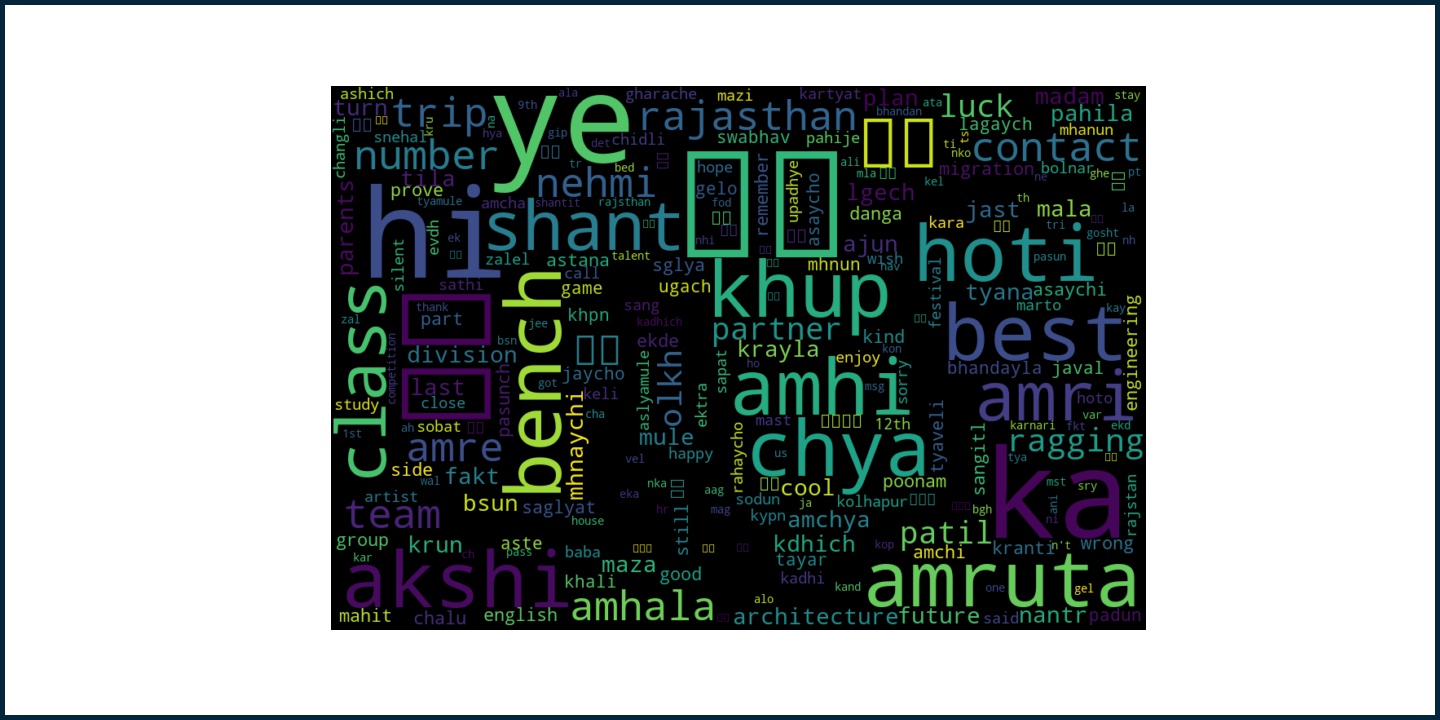 ashich
ala
gharache
mazi
kartyat
plan
ata
luck
madam
stay
turn
trip
9th
ye
rajasthan
bhandan
lagaych
pahila
changli
snehal
kru
na
hya
gip
det
chidli
swabhav
pahije
ti
ts
nko
contact
mhanun
number
tr
bed
hope
remember
upadhye
ali
mla
migration
bolnar
ghe
pt
tila
prove
nehmi
gelo
asaycho
kel
ne
lgech
parents
hi
tyamule
amcha
shantit
rajsthan
fod
danga
th
jast
mala
la
evdh
ek
shant
nhi
kara
tri
gosht
nh
silent
zalel
astana
talent
sglya
ajun
hoti
pasun
sathi
call
game
ugach
mhnun
wish
hav
festival
tyana
asaychi
class
thank
part
bench
jee
khpn
sang
kadhich
khup
marto
kay
zal
bsn
ekde
partner
kind
best
engineering
competition
division
krayla
enjoy
kon
last
close
pasunch
got
jaycho
keli
aslyamule
olkh
sapat
ho
amhi
msg
sorry
bhandayla
javal
study
mhnaychi
cha
ektra
amri
hoto
var
1st
ah
sobat
mule
mast
12th
tyaveli
karnari
fkt
ekd
amre
happy
rahaycho
chya
us
sangitl
ragging
side
wal
fakt
vel
tya
artist
bsun
saglyat
nka
eka
aag
cool
poonam
ka
mst
sry
rajstan
team
house
hr
still
mag
sodun
ja
kolhapur
bgh
ani
ni
kypn
amchya
patil
group
krun
aste
pass
baba
kdhich
kop
amchi
kranti
n't
wrong
kar
ch
maza
good
tayar
akshi
khali
kadhi
kand
amruta
one
gel
mahit
chalu
english
amhala
alo
architecture
future
said
nantr
padun